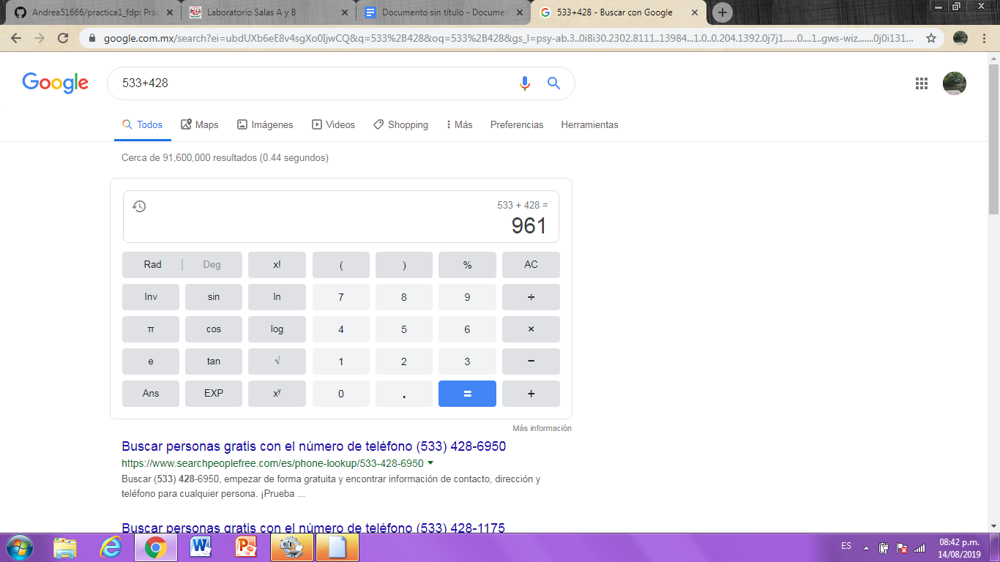 Andrea51666/practica1_fdp: Prác
Laboratorio Salas A y B
Documento sin título - Documen
533+428 - Buscar con Google
google.com.mx/search?ei=ubdUXb6eE8v4sgXo0IjwCQ&q=533%2B428&oq=533%2B428&gs_l=psy-ab.3..0i8i30.2302.8111..13984...1.0..0.204.1392.0j7j1......0....1..gws-wiz.......0j0i131...
Google
533+428
Todos Maps Imágenes Videos Shopping Más Preferencias Herramientas
Cerca de 91,600,000 resultados (0.44 segundos)
533 + 428 =
961
Rad | Deg x! ( ) % AC
Inv sin ln 7 8 9 ÷
π cos log 4 5 6 ×
e tan √ 1 2 3 −
Ans EXP xʸ 0 . = +
Más información
Buscar personas gratis con el número de teléfono (533) 428-6950
https://www.searchpeoplefree.com/es/phone-lookup/533-428-6950
Buscar (533) 428-6950, empezar de forma gratuita y encontrar información de contacto, dirección y
teléfono para cualquier persona. ¡Prueba ...
Buscar personas gratis con el número de teléfono (533) 428-1175
ES
08:42 p.m.
14/08/2019